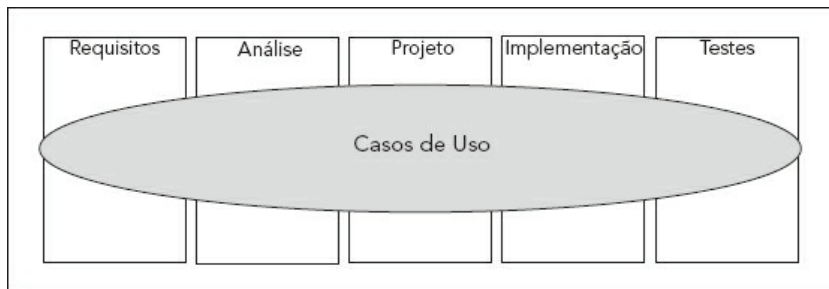 Requisitos
Análise
Projeto
Implementação
Testes
Casos de Uso